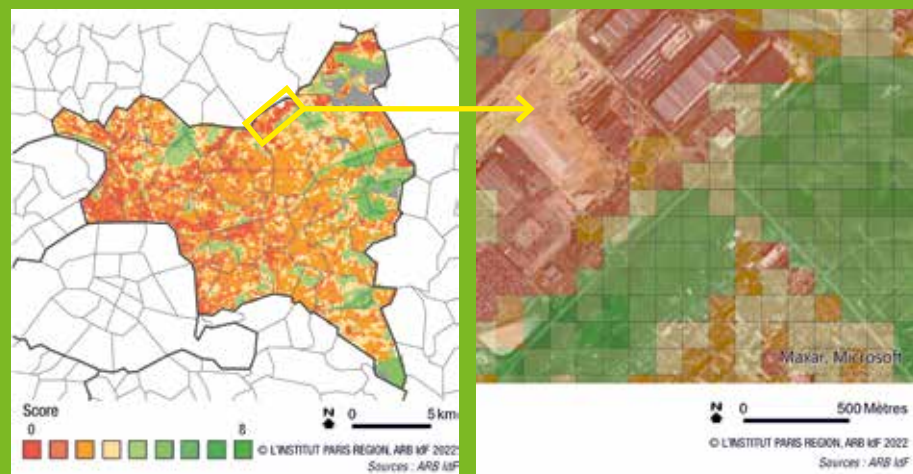 Score
0 8
N
0 5 km
© L'INSTITUT PARIS REGION, ARB IdF 2022
Sources : ARB IdF
Maxar, Microsoft
N
0 500 Mètres
© L'INSTITUT PARIS REGION, ARB IdF 2022
Sources : ARB IdF